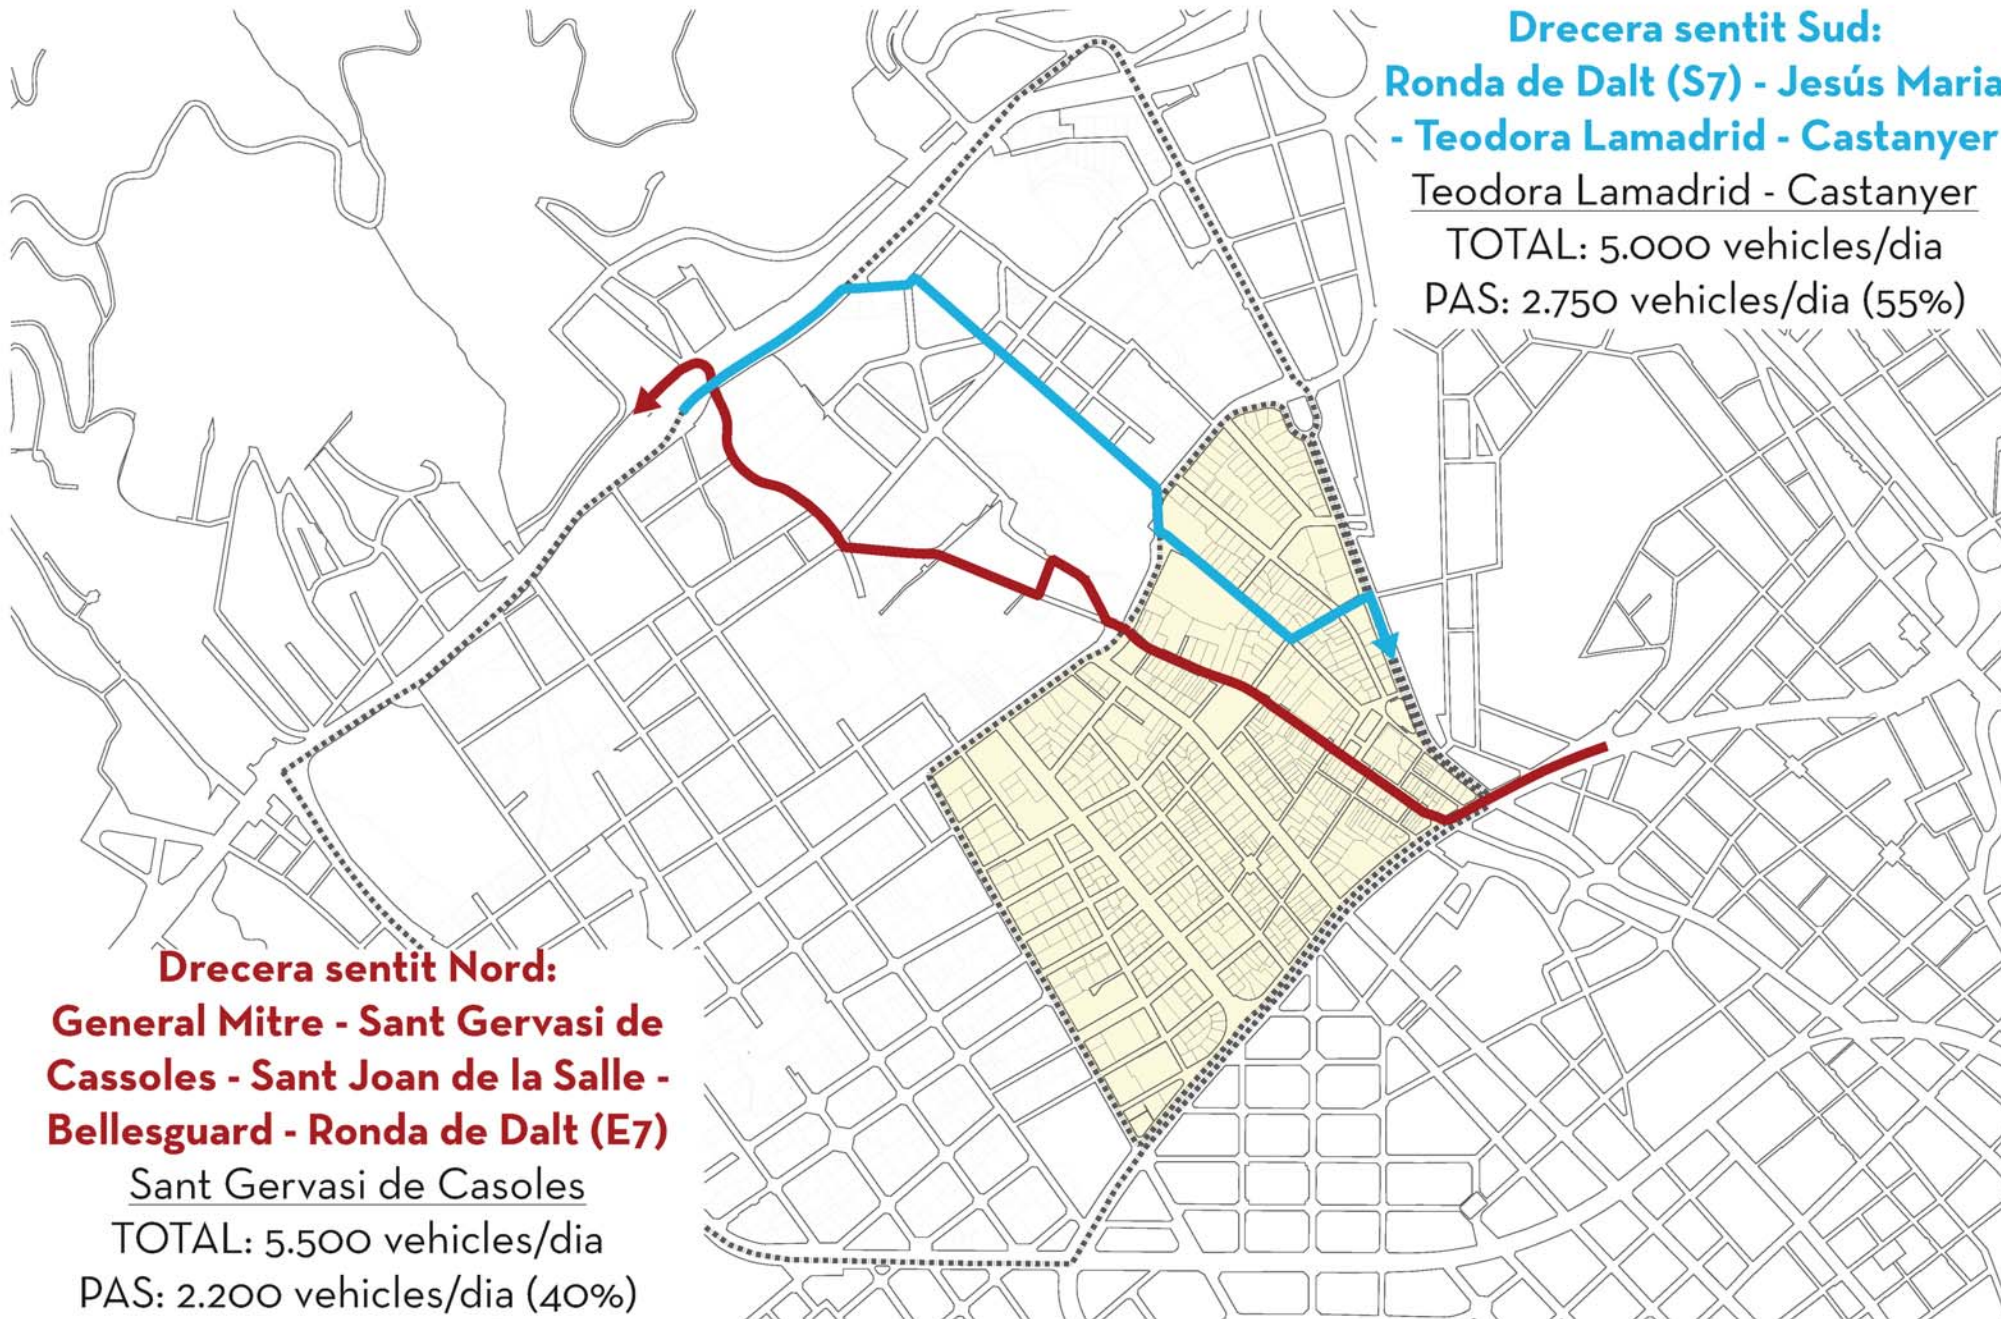 Drecera sentit Sud:
Ronda de Dalt (S7) - Jesús Maria
- Teodora Lamadrid - Castanyer
Teodora Lamadrid - Castanyer
TOTAL: 5.000 vehicles/dia
PAS: 2.750 vehicles/dia (55%)
Drecera sentit Nord:
General Mitre - Sant Gervasi de
Cassoles - Sant Joan de la Salle -
Bellesguard - Ronda de Dalt (E7)
Sant Gervasi de Casoles
TOTAL: 5.500 vehicles/dia
PAS: 2.200 vehicles/dia (40%)